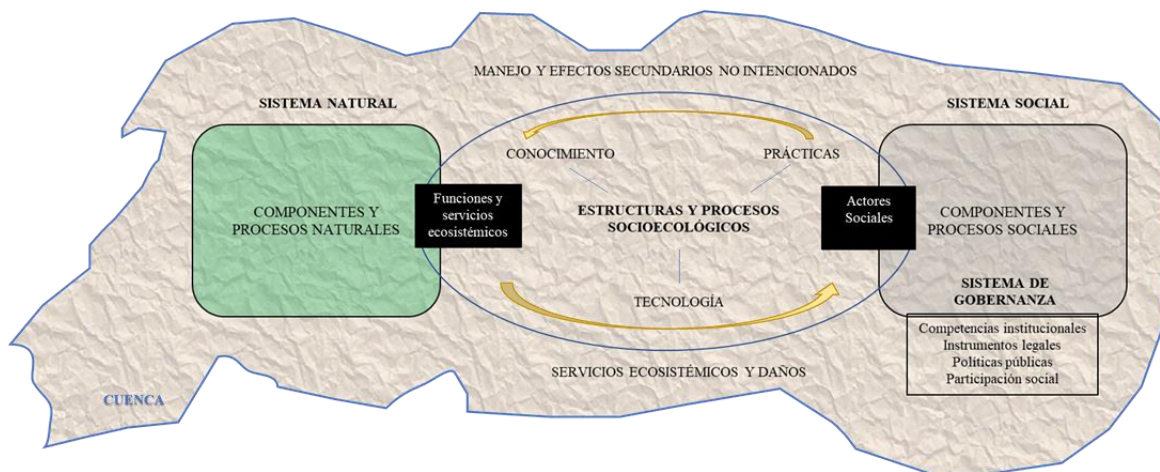 MANEJO Y EFECTOS SECUNDARIOS NO INTENCIONADOS
SISTEMA NATURAL
SISTEMA SOCIAL
CONOCIMIENTO
PRÁCTICAS
COMPONENTES Y
PROCESOS NATURALES
Funciones y
servicios
ecosistémicos
ESTRUCTURAS Y PROCESOS
SOCIOECOLÓGICOS
Actores
Sociales
COMPONENTES Y
PROCESOS SOCIALES
TECNOLOGÍA
SISTEMA DE
GOBERNANZA
Competencias institucionales
Instrumentos legales
Políticas públicas
Participación social
SERVICIOS ECOSISTÉMICOS Y DAÑOS
CUENCA